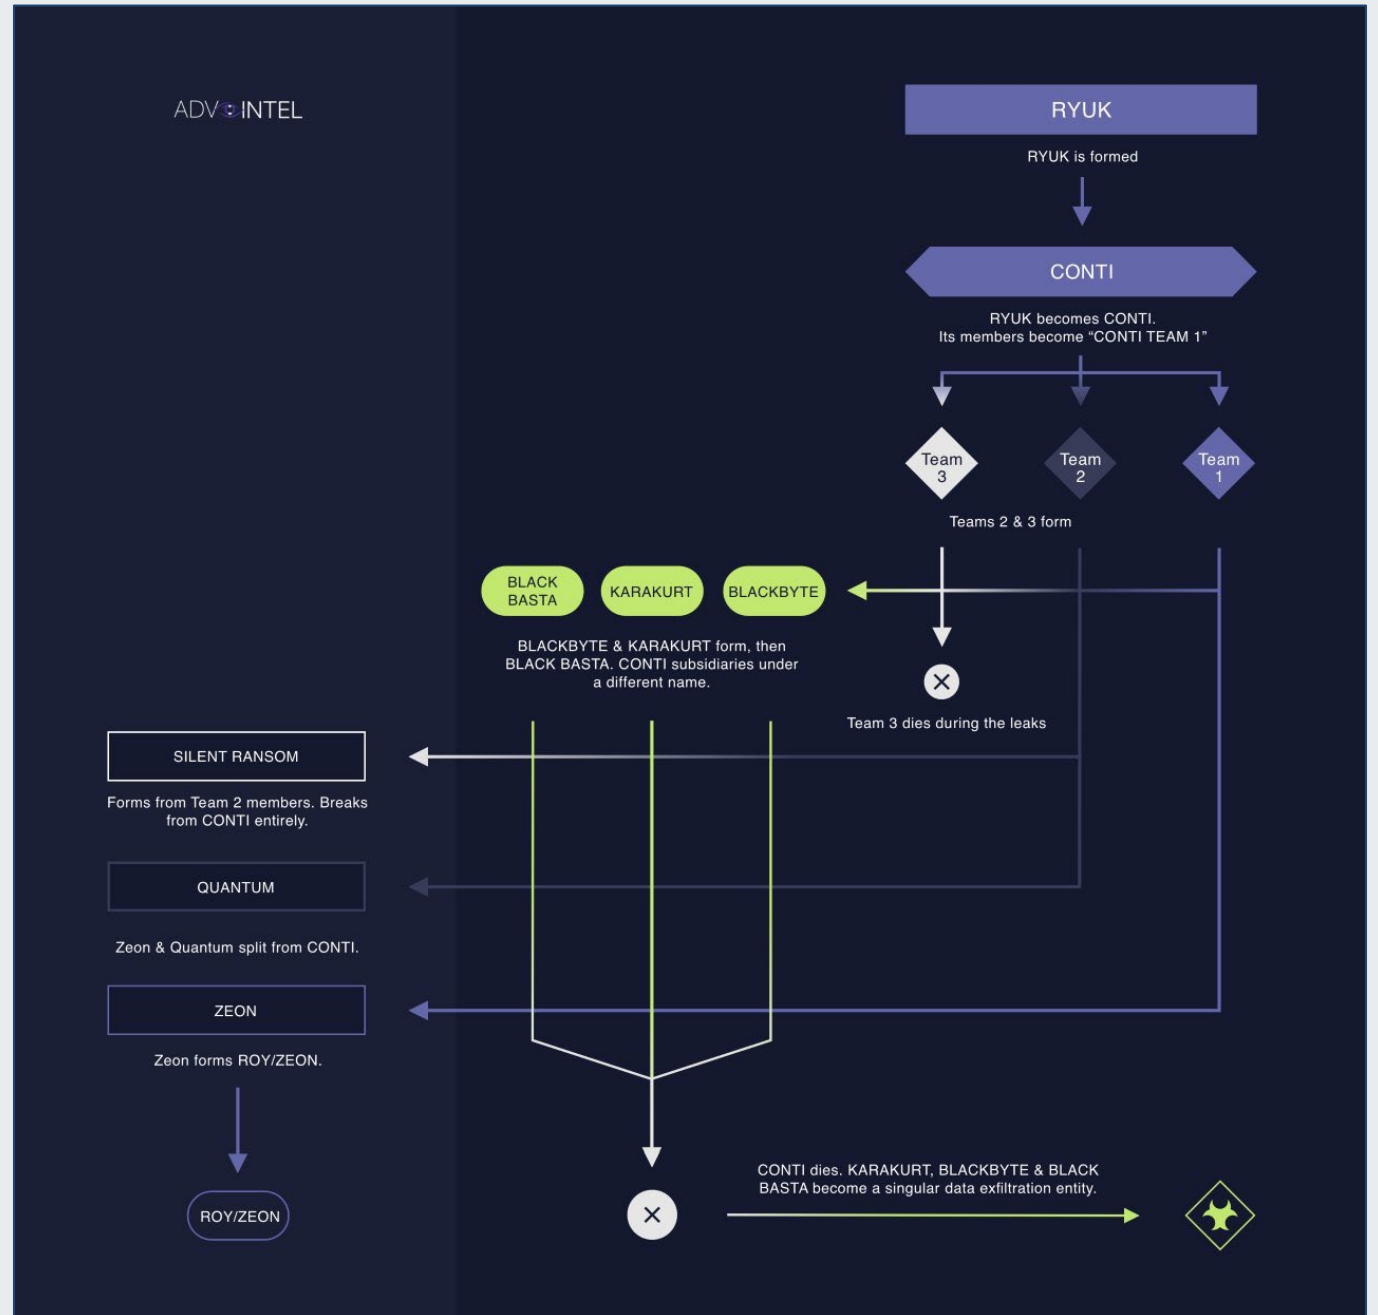 ADVINTEL
RYUK
RYUK is formed
CONTI
RYUK becomes CONTI.
Its members become “CONTI TEAM 1”
Team
3
Team
2
Team
1
Teams 2 & 3 form
BLACK
BASTA
KARAKURT
BLACKBYTE
BLACKBYTE & KARAKURT form, then
BLACK BASTA. CONTI subsidiaries under
a different name.
Team 3 dies during the leaks
SILENT RANSOM
Forms from Team 2 members. Breaks
from CONTI entirely.
QUANTUM
Zeon & Quantum split from CONTI.
ZEON
Zeon forms ROY/ZEON.
ROY/ZEON
CONTI dies. KARAKURT, BLACKBYTE & BLACK
BASTA become a singular data exfiltration entity.